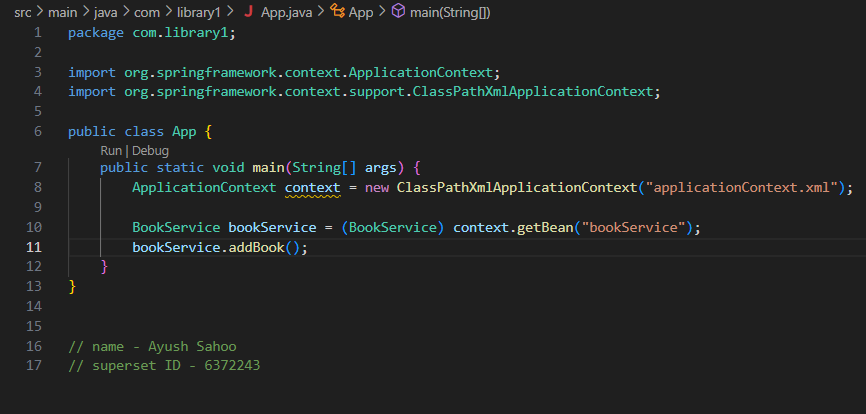 src > main > java > com > library1 > J App.java > App > main(String[])
1 package com.library1;
2
3 import org.springframework.context.ApplicationContext;
4 import org.springframework.context.support.ClassPathXmlApplicationContext;
5
6 public class App {
Run | Debug
7 public static void main(String[] args) {
8 ApplicationContext context = new ClassPathXmlApplicationContext("applicationContext.xml");
9
10 BookService bookService = (BookService) context.getBean("bookService");
11 bookService.addBook();
12 }
13 }
14
15
16 // name - Ayush Sahoo
17 // superset ID - 6372243